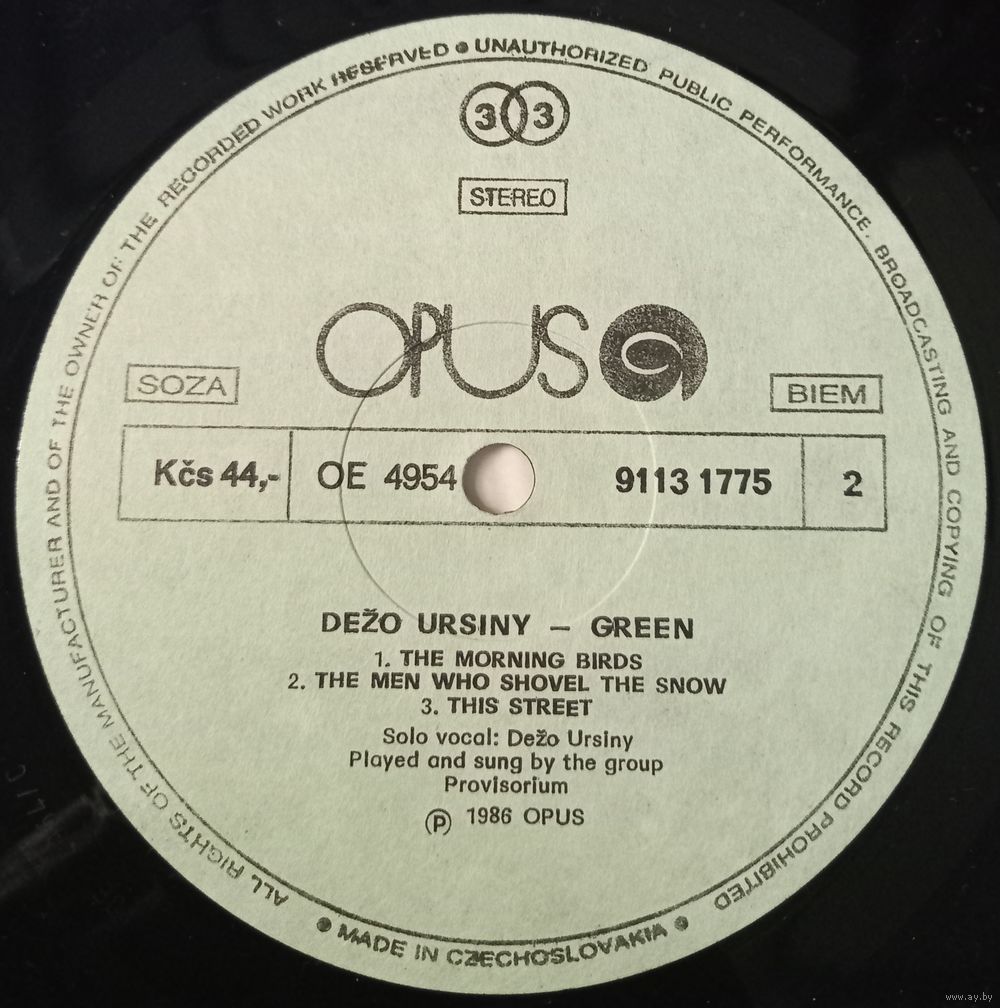 ALL RIGHTS OF THE MANUFACTURER AND OF THE OWNER OF THE RECORDED WORK RESERVED ● UNAUTHORIZED PUBLIC PERFORMANCE. BROADCASTING AND COPYING OF THIS RECORD PROHIBITED
33
STEREO
OPUS
SOZA
BIEM
Kčs 44,- OE 4954 9113 1775 2
DEŽO URSINY — GREEN
1. THE MORNING BIRDS
2. THE MEN WHO SHOVEL THE SNOW
3. THIS STREET
Solo vocal: Dežo Ursiny
Played and sung by the group
Provisorium
Ⓟ 1986 OPUS
● MADE IN CZECHOSLOVAKIA ●
www.ay.by